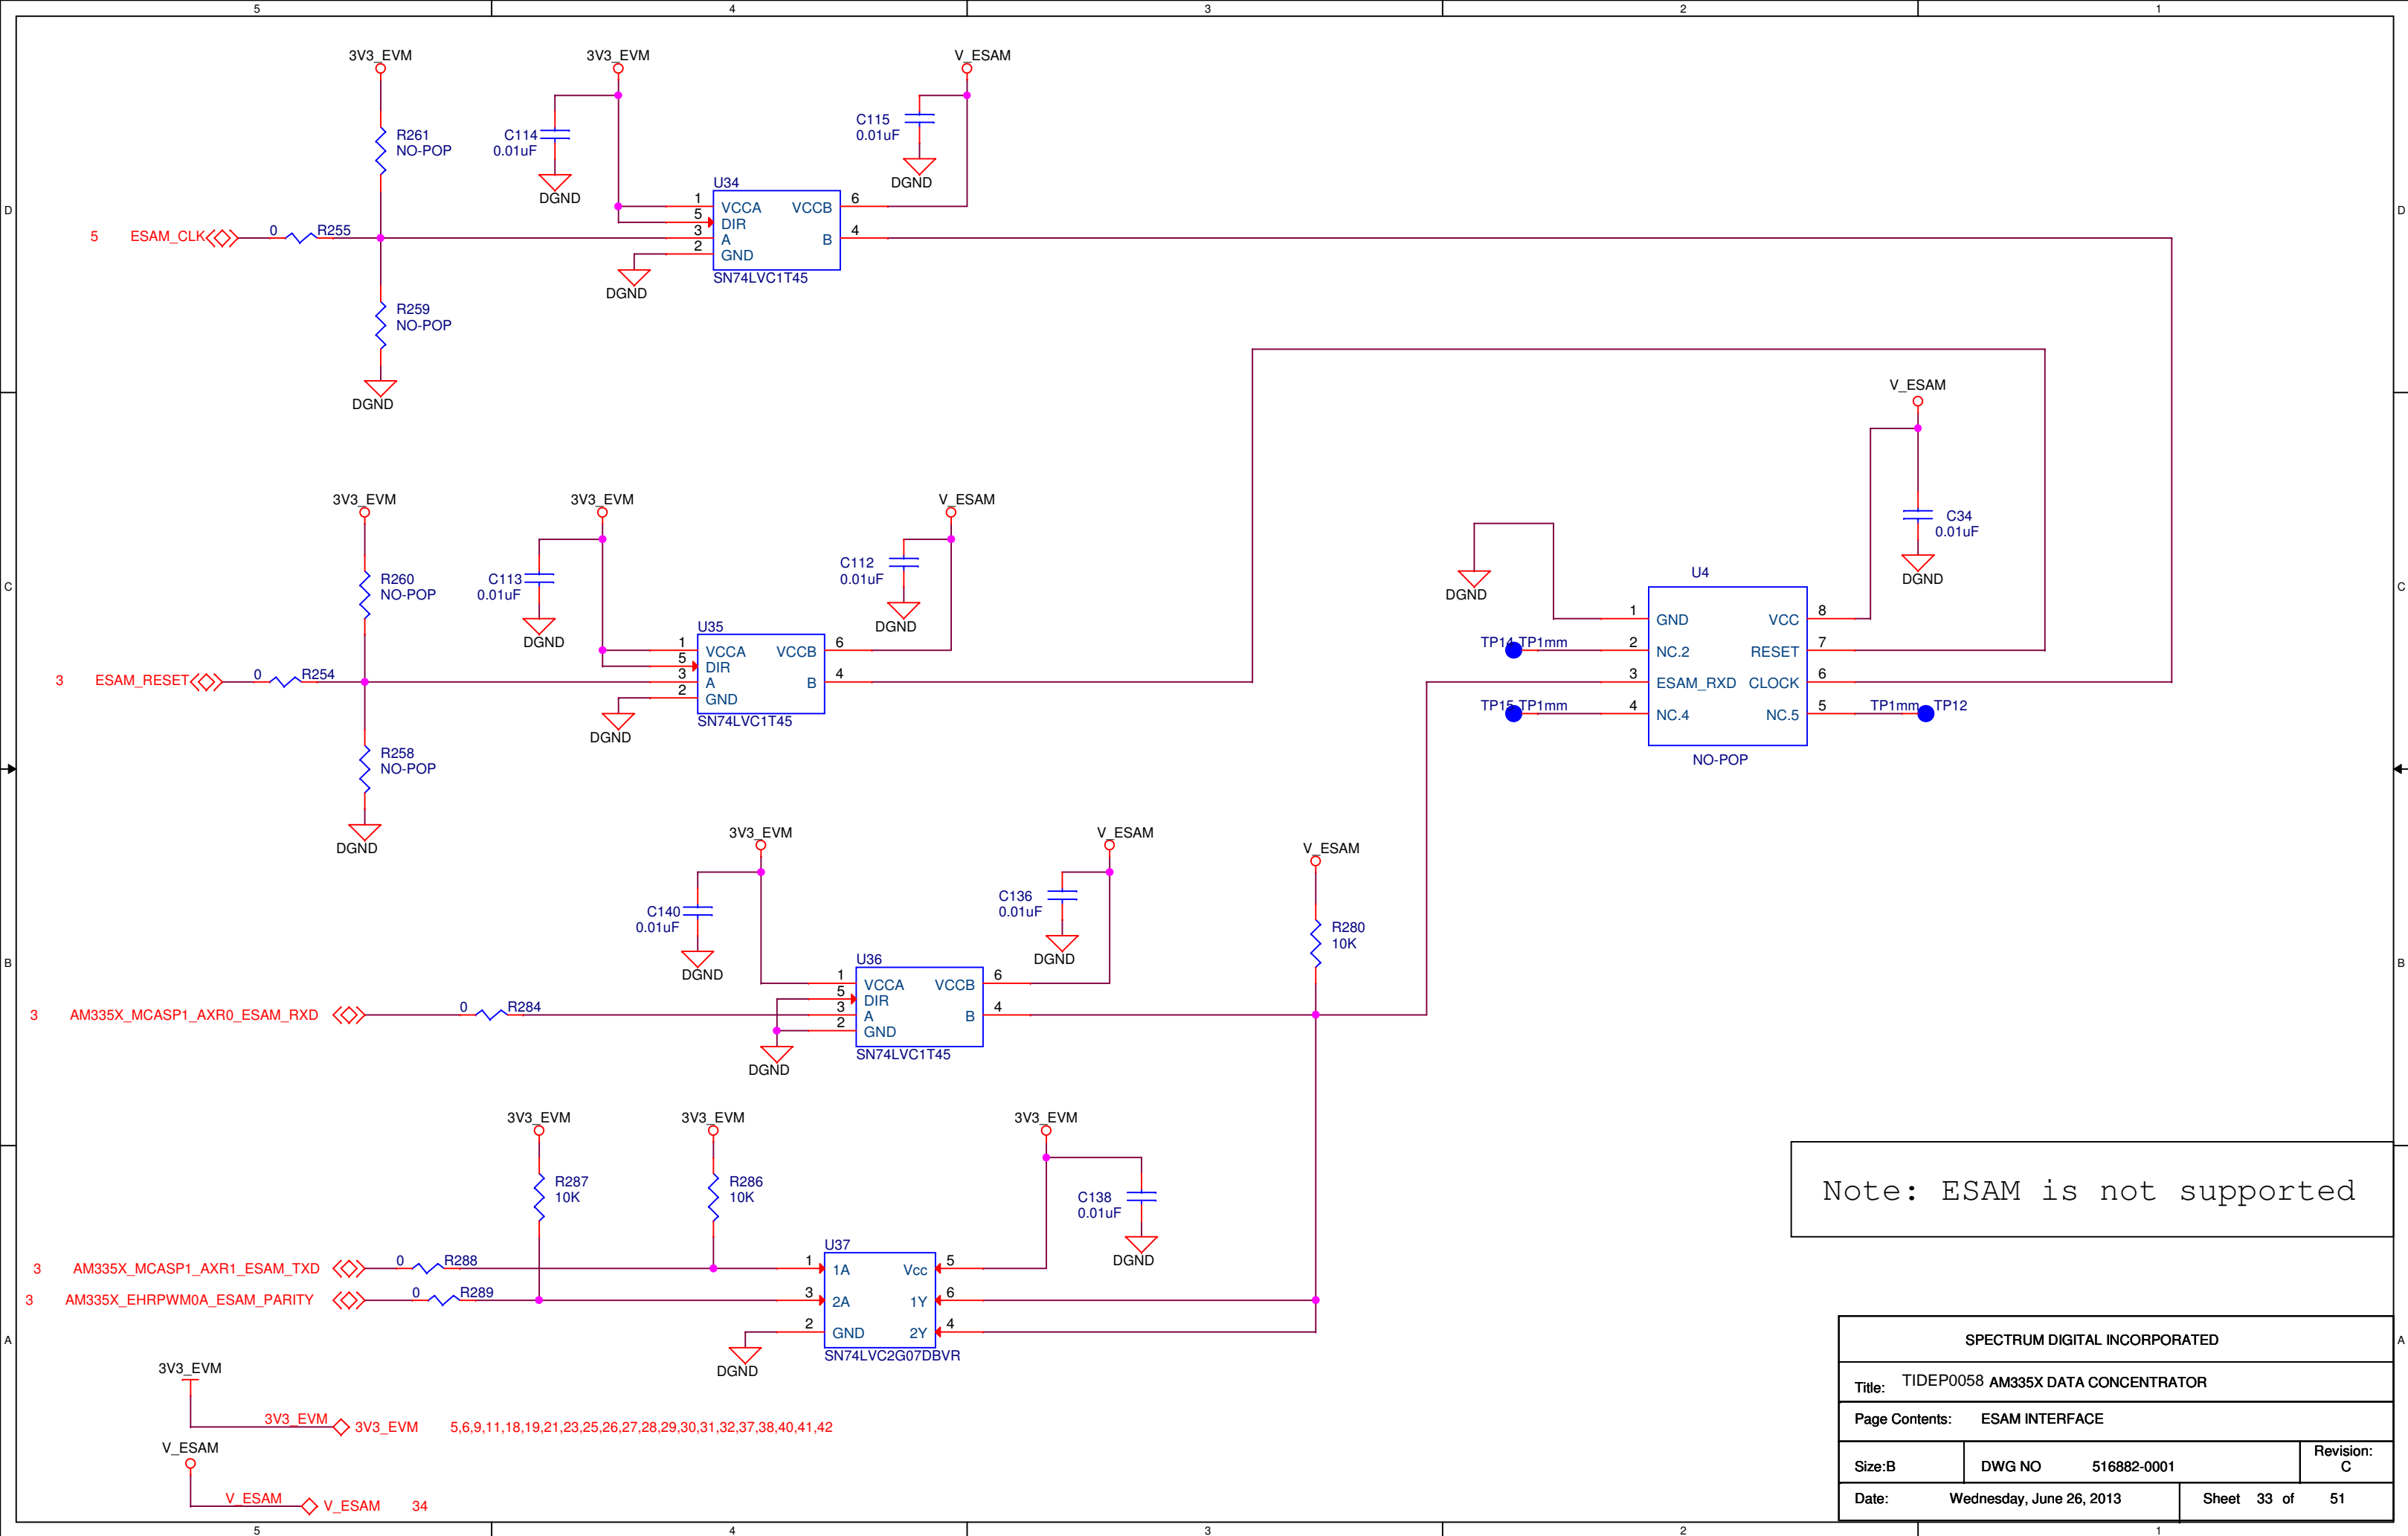 5 4 3 2 1
3V3_EVM
3V3_EVM
V_ESAM
R261
NO-POP
C114
0.01uF
DGND
C115
0.01uF
DGND
U34
1 VCCA VCCB 6
5 DIR
3 A B 4
2 GND
SN74LVC1T45
DGND
D
D
5 ESAM_CLK 0 R255
R259
NO-POP
DGND
3V3_EVM
3V3_EVM
V_ESAM
R260
NO-POP
C113
0.01uF
DGND
C112
0.01uF
DGND
U35
1 VCCA VCCB 6
5 DIR
3 A B 4
2 GND
SN74LVC1T45
DGND
C
C
3 ESAM_RESET 0 R254
R258
NO-POP
DGND
V_ESAM
C34
0.01uF
DGND
DGND
U4
1 GND VCC 8
TP14 TP1mm 2 NC.2 RESET 7
3 ESAM_RXD CLOCK 6
TP15 TP1mm 4 NC.4 NC.5 5 TP1mm TP12
NO-POP
3V3_EVM
V_ESAM
V_ESAM
C140
0.01uF
DGND
C136
0.01uF
DGND
R280
10K
U36
1 VCCA VCCB 6
5 DIR
3 A B 4
2 GND
SN74LVC1T45
DGND
B
B
3 AM335X_MCASP1_AXR0_ESAM_RXD 0 R284
3V3_EVM
3V3_EVM
3V3_EVM
R287
10K
R286
10K
C138
0.01uF
DGND
U37
3 AM335X_MCASP1_AXR1_ESAM_TXD 0 R288 1 1A Vcc 5
3 AM335X_EHRPWM0A_ESAM_PARITY 0 R289 3 2A 1Y 6
2 GND 2Y 4
SN74LVC2G07DBVR
DGND
Note: ESAM is not supported
A
A
3V3_EVM
3V3_EVM 3V3_EVM 5,6,9,11,18,19,21,23,25,26,27,28,29,30,31,32,37,38,40,41,42
V_ESAM
V_ESAM V_ESAM 34
SPECTRUM DIGITAL INCORPORATED
Title: TIDEP0058 AM335X DATA CONCENTRATOR
Page Contents: ESAM INTERFACE
Size:B DWG NO 516882-0001 Revision: C
Date: Wednesday, June 26, 2013 Sheet 33 of 51
5 4 3 2 1